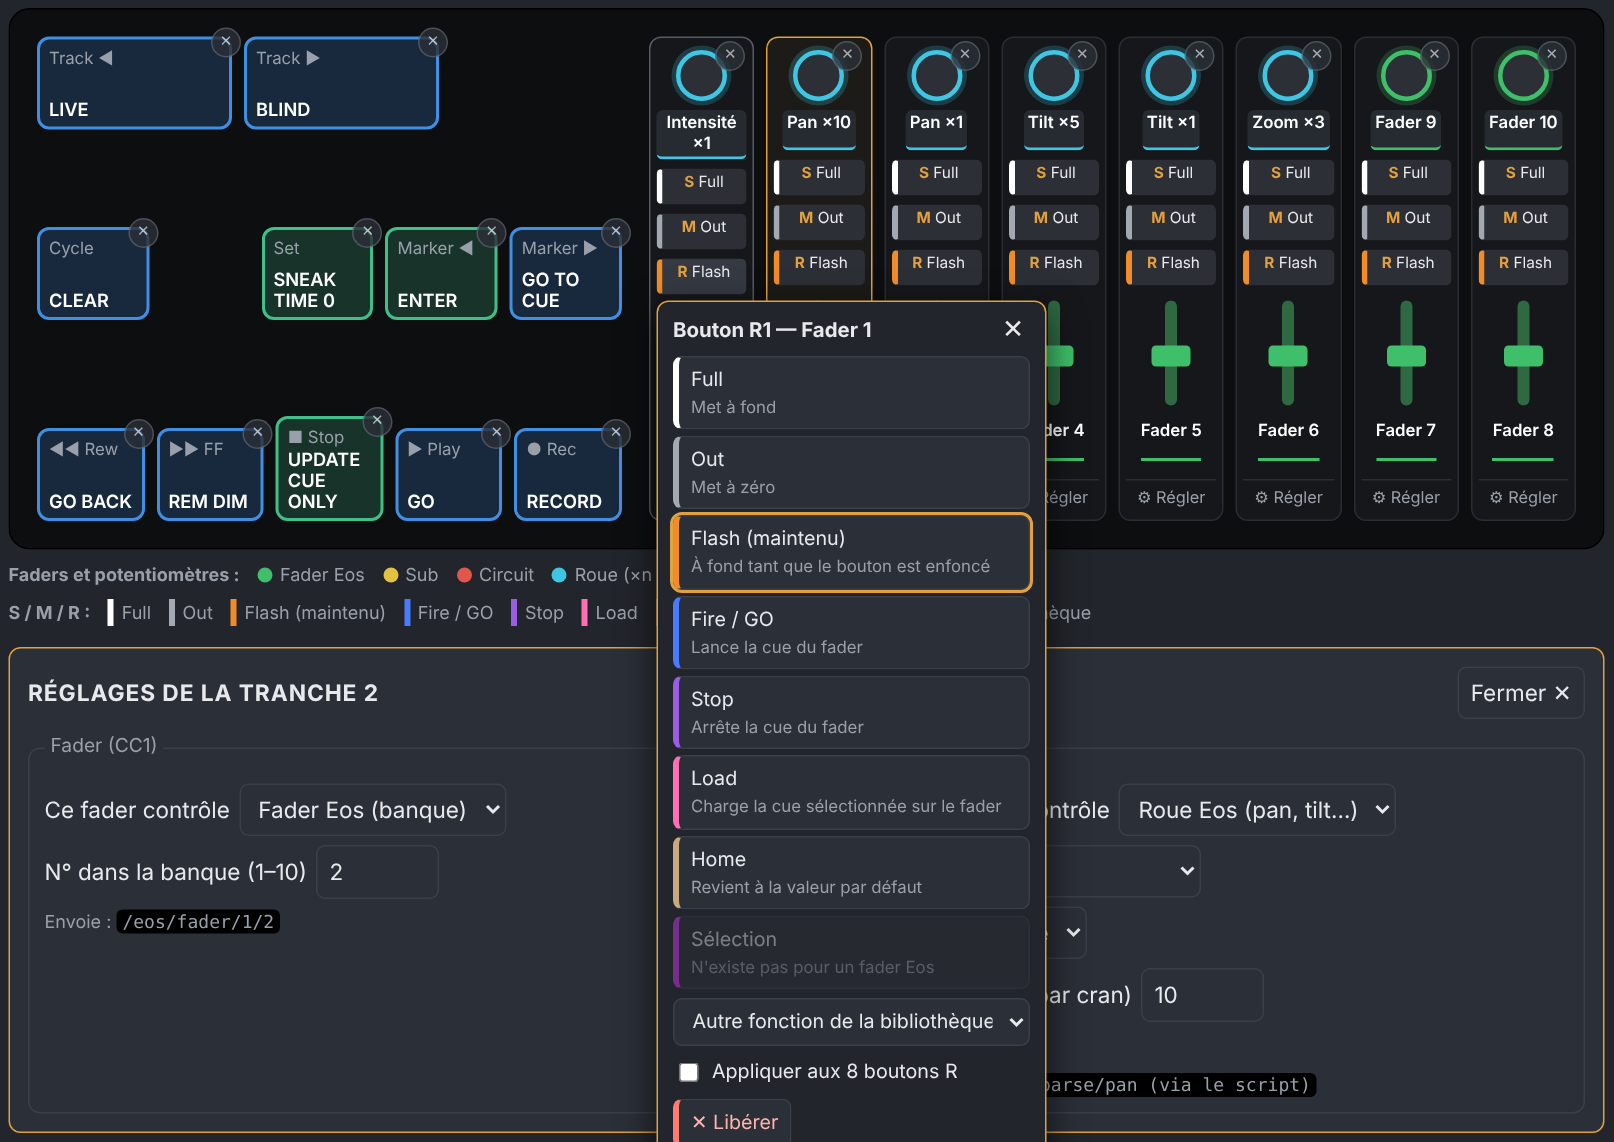 Track ◀
LIVE
Track ▶
BLIND
Cycle
CLEAR
Set
SNEAK
TIME 0
Marker ◀
ENTER
Marker ▶
GO TO
CUE
◀◀ Rew
GO BACK
▶▶ FF
REM DIM
■ Stop
UPDATE
CUE
ONLY
▶ Play
GO
● Rec
RECORD
Intensité
×1
S Full
M Out
R Flash
Pan ×10
S Full
M Out
R Flash
Pan ×1
S Full
M Out
R Flash
Tilt ×5
S Full
M Out
R Flash
der 4
Régler
Tilt ×1
S Full
M Out
R Flash
Fader 5
⚙ Régler
Zoom ×3
S Full
M Out
R Flash
Fader 6
⚙ Régler
Fader 9
S Full
M Out
R Flash
Fader 7
⚙ Régler
Fader 10
S Full
M Out
R Flash
Fader 8
⚙ Régler
Faders et potentiomètres : Fader Eos Sub Circuit Roue (×n
S / M / R : Full Out Flash (maintenu) Fire / GO Stop Load èque
Bouton R1 — Fader 1 ✕
Full
Met à fond
Out
Met à zéro
Flash (maintenu)
À fond tant que le bouton est enfoncé
Fire / GO
Lance la cue du fader
Stop
Arrête la cue du fader
Load
Charge la cue sélectionnée sur le fader
Home
Revient à la valeur par défaut
Sélection
N'existe pas pour un fader Eos
Autre fonction de la bibliothèque
Appliquer aux 8 boutons R
✕ Libérer
RÉGLAGES DE LA TRANCHE 2
Fermer ✕
Fader (CC1)
Ce fader contrôle Fader Eos (banque)
N° dans la banque (1–10) 2
Envoie : /eos/fader/1/2
ontrôle Roue Eos (pan, tilt...)
ar cran) 10
arse/pan (via le script)